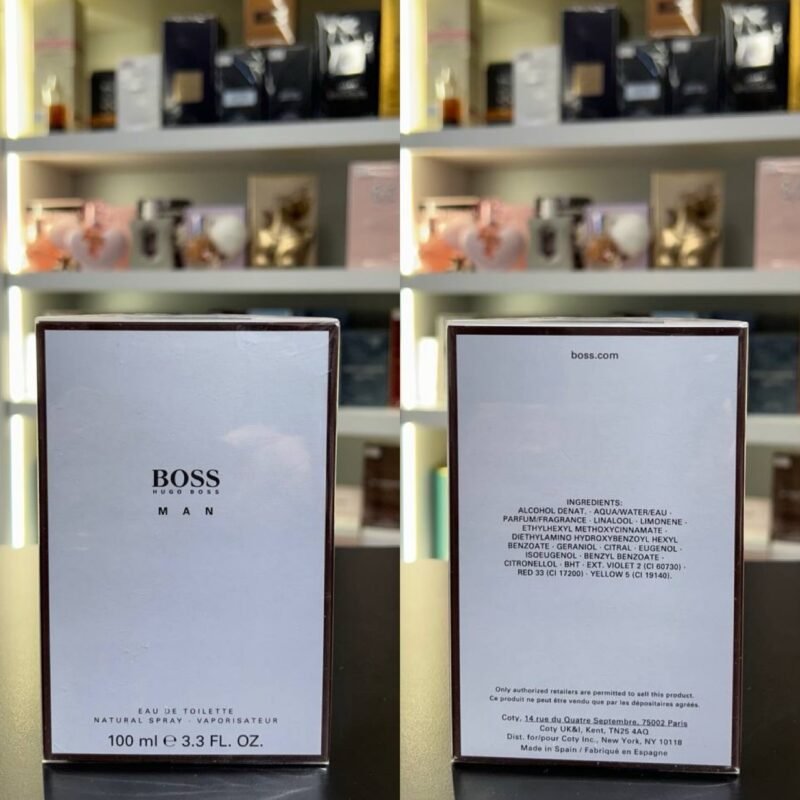 BOSS
HUGO BOSS
MAN
EAU DE TOILETTE
NATURAL SPRAY · VAPORISATEUR
100 ml ℮ 3.3 FL. OZ.
boss.com
INGREDIENTS:
ALCOHOL DENAT. · AQUA/WATER/EAU ·
PARFUM/FRAGRANCE · LINALOOL · LIMONENE ·
ETHYLHEXYL METHOXYCINNAMATE ·
DIETHYLAMINO HYDROXYBENZOYL HEXYL
BENZOATE · GERANIOL · CITRAL · EUGENOL ·
ISOEUGENOL · BENZYL BENZOATE ·
CITRONELLOL · BHT · EXT. VIOLET 2 (CI 60730) ·
RED 33 (CI 17200) · YELLOW 5 (CI 19140).
Only authorized retailers are permitted to sell this product.
Ce produit ne peut être vendu que par les dépositaires agréés.
Coty, 14 rue du Quatre Septembre, 75002 Paris
Coty UK&I, Kent, TN25 4AQ
Dist. for/pour Coty Inc., New York, NY 10118
Made in Spain / Fabriqué en Espagne